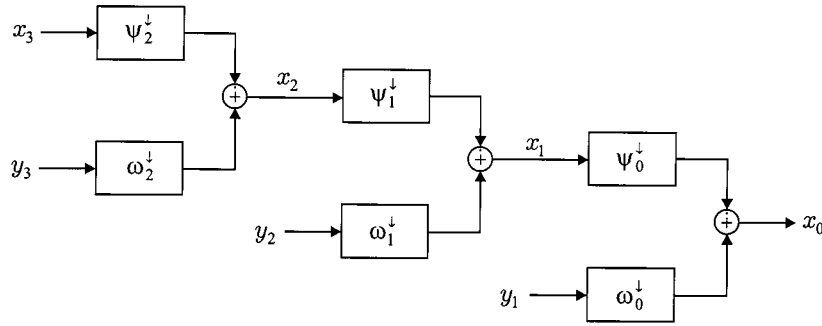 x₃ ψ₂↓
x₂ ψ₁↓
+
y₃ ω₂↓
x₁ ψ₀↓
+
y₂ ω₁↓
+ x₀
y₁ ω₀↓